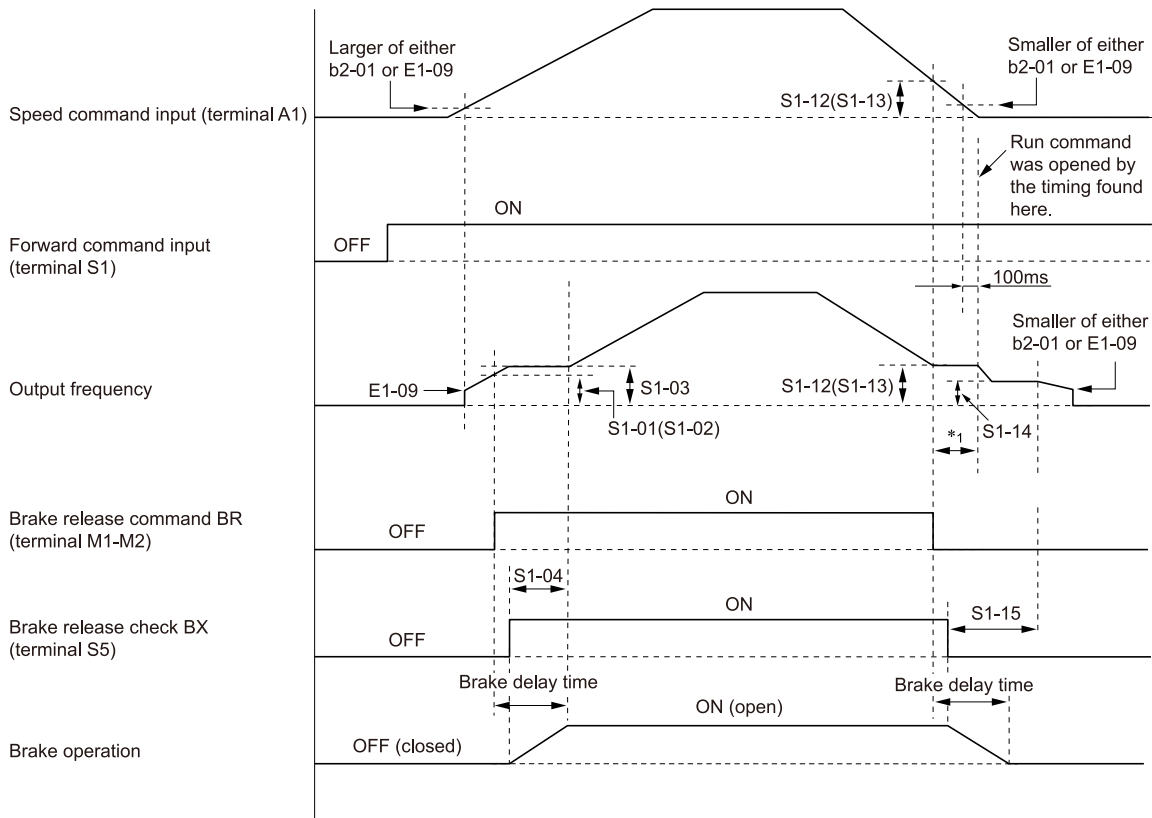 Larger of either
b2-01 or E1-09
Smaller of either
b2-01 or E1-09
S1-12(S1-13)
Speed command input (terminal A1)
Run command
was opened by
the timing found
here.
ON
OFF
Forward command input
(terminal S1)
100ms
Smaller of either
b2-01 or E1-09
Output frequency
E1-09
S1-03
S1-12(S1-13)
S1-01(S1-02)
S1-14
*1
ON
Brake release command BR
(terminal M1-M2)
OFF
S1-04
ON
S1-15
Brake release check BX
(terminal S5)
OFF
Brake delay time
Brake delay time
ON (open)
Brake operation
OFF (closed)